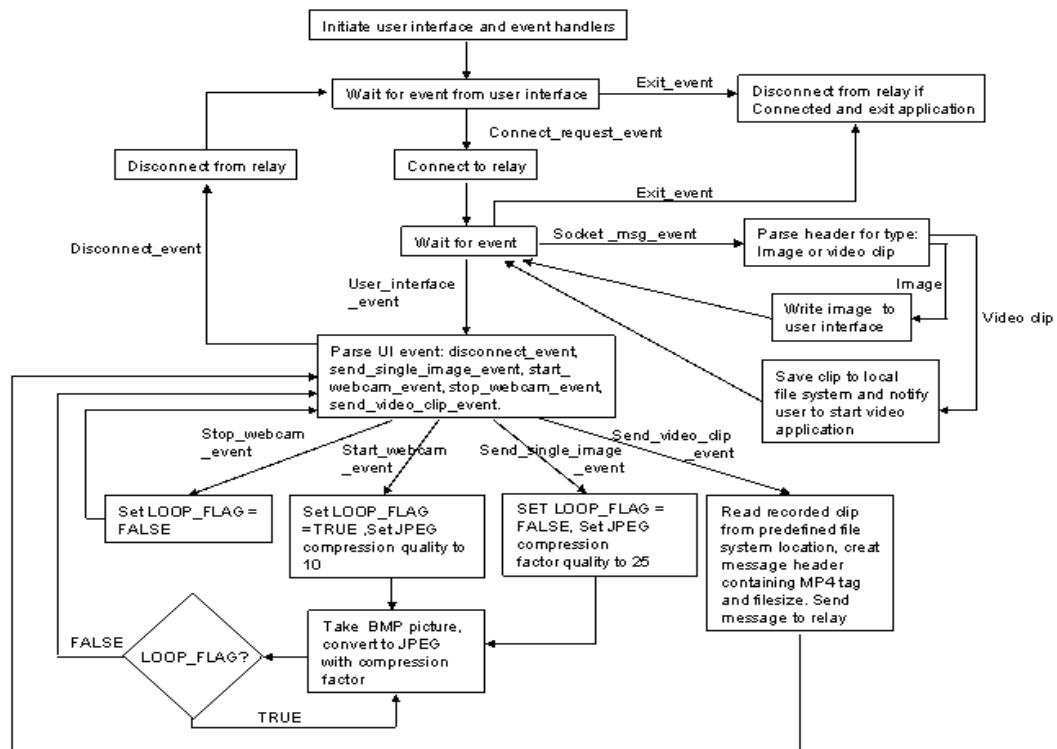 Initiate user interface and event handlers
Wait for event from user interface
Exit_event
Disconnect from relay if
Connected and exit application
Connect_request_event
Disconnect from relay
Connect to relay
Exit_event
Disconnect_event
Wait for event
Socket _msg_event
Parse header for type:
Image or video clip
Image
User_interface
_event
Write image to
user interface
Video clip
Parse UI event: disconnect_event,
send_single_image_event, start_
webcam_event, stop_webcam_event,
send_video_clip_event.
Save clip to local
file system and notify
user to start video
application
Stop_webcam
_event
Start_webcam
_event
Send_single_image
_event
Send_video_clip
_event
Set LOOP_FLAG =
FALSE
Set LOOP_FLAG
=TRUE ,Set JPEG
compression quality to
10
SET LOOP_FLAG =
FALSE, Set JPEG
compression
factor quality to 25
Read recorded clip
from predefined file
system location, creat
message header
containing MP4 tag
and filesize. Send
message to relay
FALSE
LOOP_FLAG?
Take BMP picture,
convert to JPEG
with compression
factor
TRUE